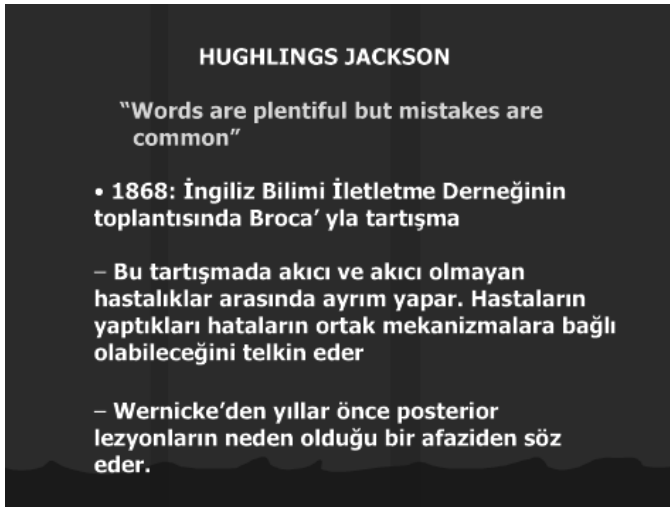 HUGHLINGS JACKSON
“Words are plentiful but mistakes are
common”
• 1868: İngiliz Bilimi İletletme Derneğinin
toplantısında Broca’ yla tartışma
– Bu tartışmada akıcı ve akıcı olmayan
hastalıklar arasında ayrım yapar. Hastaların
yaptıkları hataların ortak mekanizmalara bağlı
olabileceğini telkin eder
– Wernicke’den yıllar önce posterior
lezyonların neden olduğu bir afaziden söz
eder.